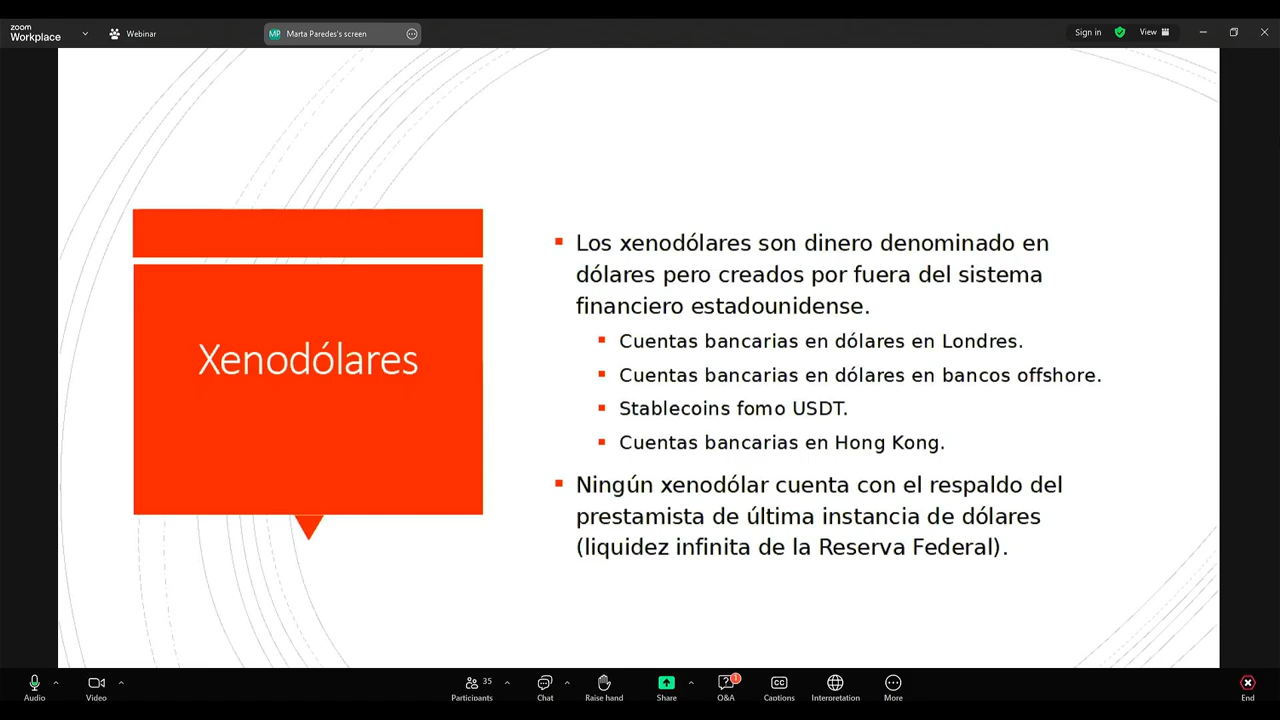 zoom
Workplace
Webinar
MP Marta Paredes's screen
Sign in
View
Xenodólares
Los xenodólares son dinero denominado en
dólares pero creados por fuera del sistema
financiero estadounidense.
Cuentas bancarias en dólares en Londres.
Cuentas bancarias en dólares en bancos offshore.
Stablecoins fomo USDT.
Cuentas bancarias en Hong Kong.
Ningún xenodólar cuenta con el respaldo del
prestamista de última instancia de dólares
(liquidez infinita de la Reserva Federal).
Audio
Video
Participants 35
Chat
Raise hand
Share
Q&A 1
CC Captions
Interpretation
More
End